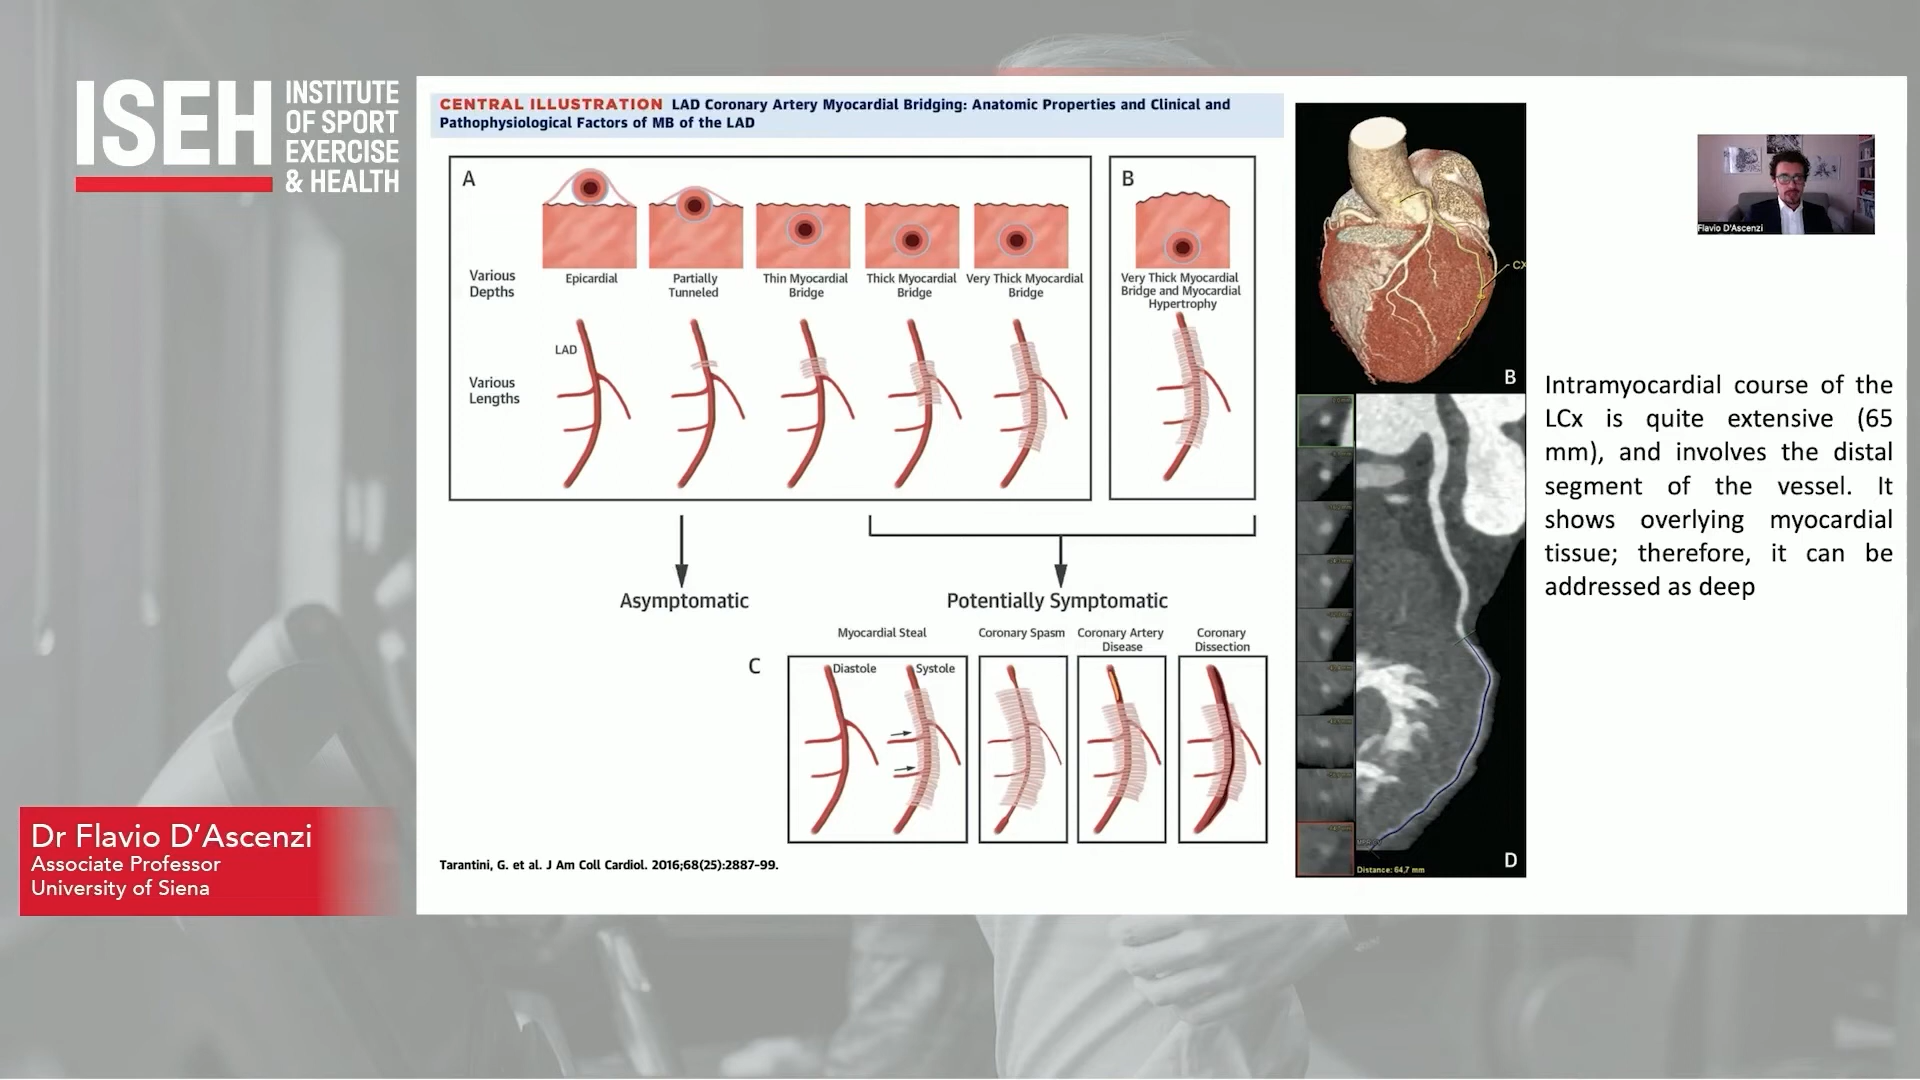 ISEH
INSTITUTE
OF SPORT
EXERCISE
& HEALTH
CENTRAL ILLUSTRATION LAD Coronary Artery Myocardial Bridging: Anatomic Properties and Clinical and
Pathophysiological Factors of MB of the LAD
A
Various
Depths
Epicardial
Partially
Tunneled
Thin Myocardial
Bridge
Thick Myocardial
Bridge
Very Thick Myocardial
Bridge
LAD
Various
Lengths
B
Very Thick Myocardial
Bridge and Myocardial
Hypertrophy
Asymptomatic
Potentially Symptomatic
C
Myocardial Steal
Diastole
Systole
Coronary Spasm
Coronary Artery
Disease
Coronary
Dissection
Tarantini, G. et al. J Am Coll Cardiol. 2016;68(25):2887-99.
CX
B
D
Distance: 64,7 mm
Flavio D'Ascenzi
Intramyocardial course of the
LCx is quite extensive (65
mm), and involves the distal
segment of the vessel. It
shows overlying myocardial
tissue; therefore, it can be
addressed as deep
Dr Flavio D'Ascenzi
Associate Professor
University of Siena